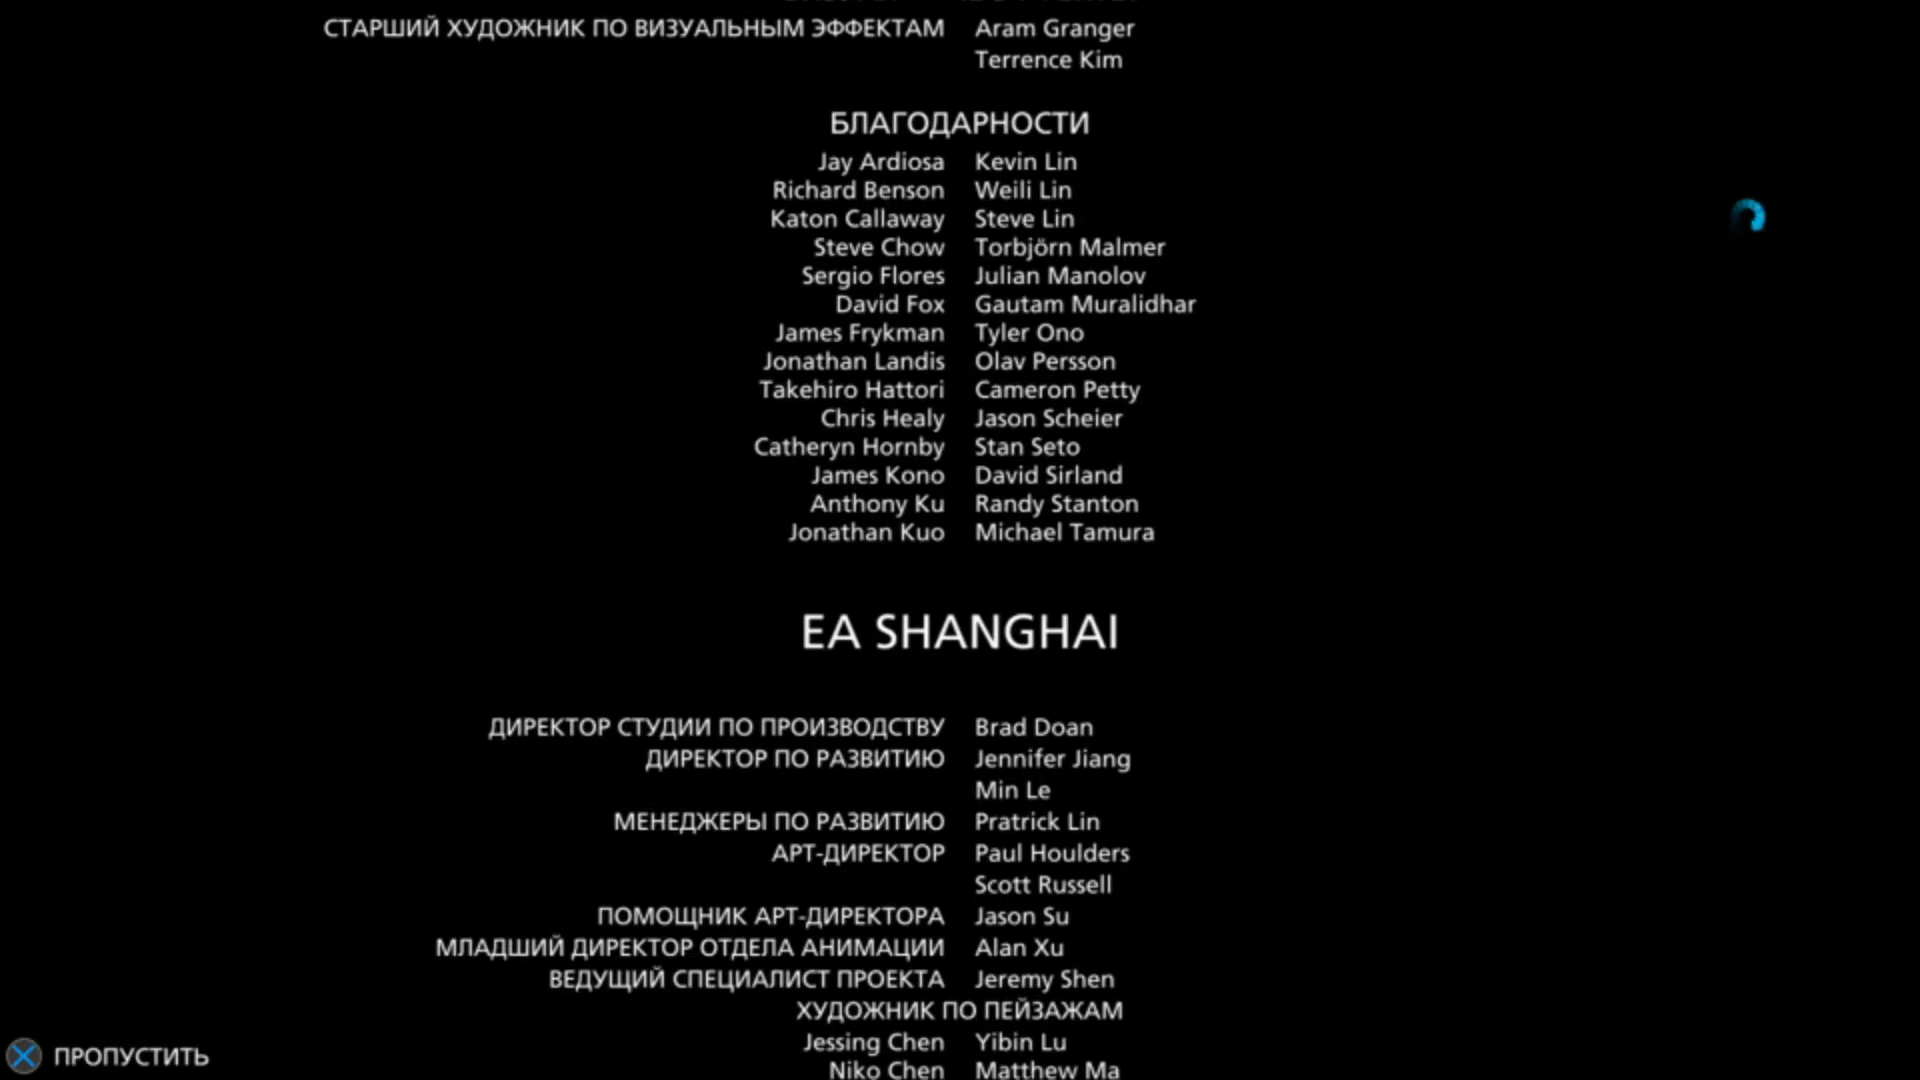 СТАРШИЙ ХУДОЖНИК ПО ВИЗУАЛЬНЫМ ЭФФЕКТАМ Aram Granger
Terrence Kim
БЛАГОДАРНОСТИ
Jay Ardiosa Kevin Lin
Richard Benson Weili Lin
Katon Callaway Steve Lin
Steve Chow Torbjörn Malmer
Sergio Flores Julian Manolov
David Fox Gautam Muralidhar
James Frykman Tyler Ono
Jonathan Landis Olav Persson
Takehiro Hattori Cameron Petty
Chris Healy Jason Scheier
Catheryn Hornby Stan Seto
James Kono David Sirland
Anthony Ku Randy Stanton
Jonathan Kuo Michael Tamura
EA SHANGHAI
ДИРЕКТОР СТУДИИ ПО ПРОИЗВОДСТВУ Brad Doan
ДИРЕКТОР ПО РАЗВИТИЮ Jennifer Jiang
Min Le
МЕНЕДЖЕРЫ ПО РАЗВИТИЮ Pratrick Lin
АРТ-ДИРЕКТОР Paul Houlders
Scott Russell
ПОМОЩНИК АРТ-ДИРЕКТОРА Jason Su
МЛАДШИЙ ДИРЕКТОР ОТДЕЛА АНИМАЦИИ Alan Xu
ВЕДУЩИЙ СПЕЦИАЛИСТ ПРОЕКТА Jeremy Shen
ХУДОЖНИК ПО ПЕЙЗАЖАМ
Jessing Chen Yibin Lu
Niko Chen Matthew Ma
ПРОПУСТИТЬ